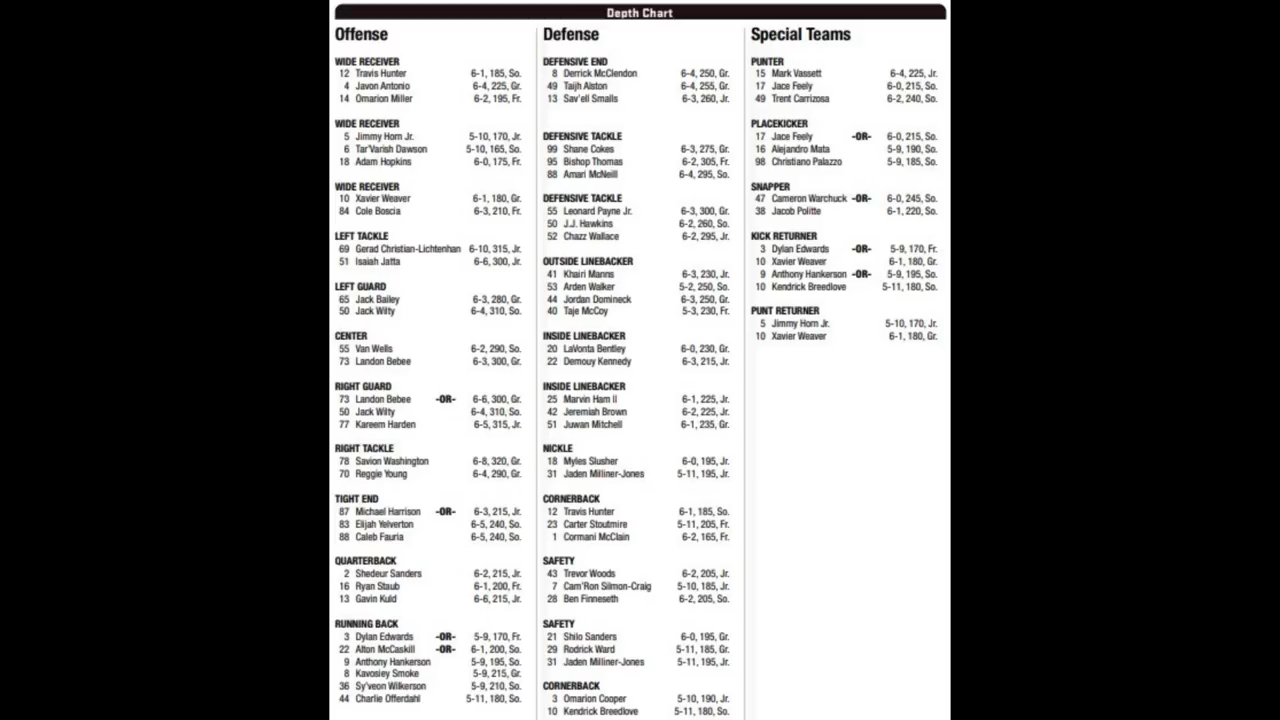 Depth Chart
Offense
WIDE RECEIVER
12 Travis Hunter 6-1, 185, So.
4 Javon Antonio 6-4, 225, Gr.
14 Omarion Miller 6-2, 195, Fr.
WIDE RECEIVER
5 Jimmy Horn Jr. 5-10, 170, Jr.
6 Tar'Varish Dawson 5-10, 165, So.
18 Adam Hopkins 6-0, 175, Fr.
WIDE RECEIVER
10 Xavier Weaver 6-1, 180, Gr.
84 Cole Boscia 6-3, 210, Fr.
LEFT TACKLE
69 Gerad Christian-Lichtenhan 6-10, 315, Jr.
51 Isaiah Jatta 6-6, 300, Jr.
LEFT GUARD
65 Jack Bailey 6-3, 280, Gr.
50 Jack Wilty 6-4, 310, So.
CENTER
55 Van Wells 6-2, 290, So.
73 Landon Bebee 6-3, 300, Gr.
RIGHT GUARD
73 Landon Bebee -OR- 6-6, 300, Gr.
50 Jack Wilty 6-4, 310, So.
77 Kareem Harden 6-5, 315, Jr.
RIGHT TACKLE
78 Savion Washington 6-8, 320, Gr.
70 Reggie Young 6-4, 290, Gr.
TIGHT END
87 Michael Harrison -OR- 6-3, 215, Jr.
83 Elijah Yelverton 6-5, 240, So.
88 Caleb Fauria 6-5, 240, So.
QUARTERBACK
2 Shedeur Sanders 6-2, 215, Jr.
16 Ryan Staub 6-1, 200, Fr.
13 Gavin Kuld 6-6, 215, Jr.
RUNNING BACK
3 Dylan Edwards -OR- 5-9, 170, Fr.
22 Alton McCaskill -OR- 6-1, 200, So.
9 Anthony Hankerson 5-9, 195, So.
8 Kavosiey Smoke 5-9, 215, Gr.
36 Sy'veon Wilkerson 5-9, 210, So.
44 Charlie Offerdahl 5-11, 180, So.
Defense
DEFENSIVE END
8 Derrick McClendon 6-4, 250, Gr.
49 Taijh Alston 6-4, 255, Gr.
13 Sav'ell Smalls 6-3, 260, Jr.
DEFENSIVE TACKLE
99 Shane Cokes 6-3, 275, Gr.
95 Bishop Thomas 6-2, 305, Fr.
88 Amari McNeill 6-4, 295, So.
DEFENSIVE TACKLE
55 Leonard Payne Jr. 6-3, 300, Gr.
50 J.J. Hawkins 6-2, 260, So.
52 Chazz Wallace 6-2, 295, Jr.
OUTSIDE LINEBACKER
41 Khairi Manns 6-3, 230, Jr.
53 Arden Walker 5-2, 250, So.
44 Jordan Domineck 6-3, 250, Gr.
40 Taje McCoy 5-3, 230, Fr.
INSIDE LINEBACKER
20 LaVonta Bentley 6-0, 230, Gr.
22 Demouy Kennedy 6-3, 215, Jr.
INSIDE LINEBACKER
25 Marvin Ham II 6-1, 225, Jr.
42 Jeremiah Brown 6-2, 225, Jr.
51 Juwan Mitchell 6-1, 235, Gr.
NICKLE
18 Myles Slusher 6-0, 195, Jr.
31 Jaden Milliner-Jones 5-11, 195, Jr.
CORNERBACK
12 Travis Hunter 6-1, 185, So.
23 Carter Stoutmire 5-11, 205, Fr.
1 Cormani McClain 6-2, 165, Fr.
SAFETY
43 Trevor Woods 6-2, 205, Jr.
7 Cam'Ron Silmon-Craig 5-10, 185, Jr.
28 Ben Finneseth 6-2, 205, So.
SAFETY
21 Shilo Sanders 6-0, 195, Gr.
29 Rodrick Ward 5-11, 185, Gr.
31 Jaden Milliner-Jones 5-11, 195, Jr.
CORNERBACK
3 Omarion Cooper 5-10, 190, Jr.
10 Kendrick Breedlove 5-11, 180, So.
Special Teams
PUNTER
15 Mark Vassett 6-4, 225, Jr.
17 Jace Feely 6-0, 215, So.
49 Trent Carrizosa 6-2, 240, So.
PLACEKICKER
17 Jace Feely -OR- 6-0, 215, So.
16 Alejandro Mata 5-9, 190, So.
98 Christiano Palazzo 5-9, 185, So.
SNAPPER
47 Cameron Warchuck -OR- 6-0, 245, So.
38 Jacob Politte 6-1, 220, So.
KICK RETURNER
3 Dylan Edwards -OR- 5-9, 170, Fr.
10 Xavier Weaver 6-1, 180, Gr.
9 Anthony Hankerson -OR- 5-9, 195, So.
10 Kendrick Breedlove 5-11, 180, So.
PUNT RETURNER
5 Jimmy Horn Jr. 5-10, 170, Jr.
10 Xavier Weaver 6-1, 180, Gr.